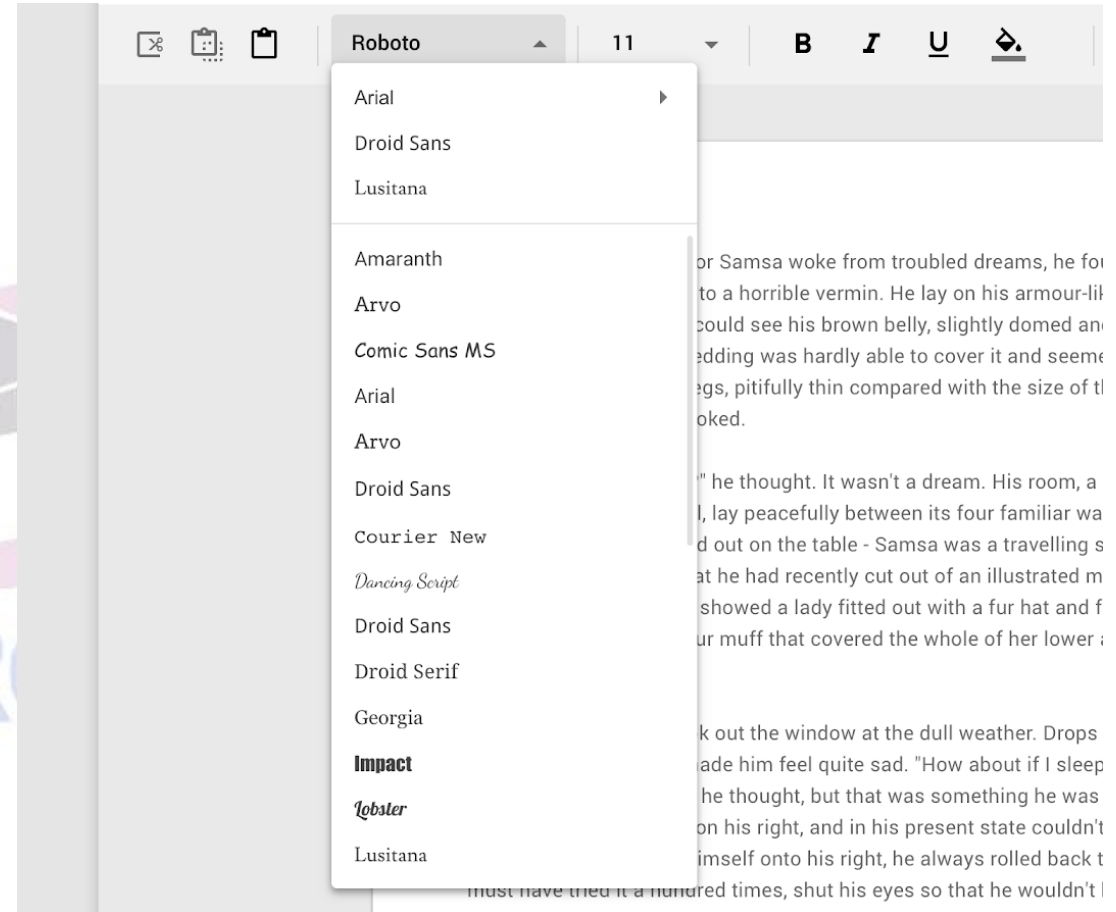 Roboto
11
B
I
U
Arial
Droid Sans
Lusitana
Amaranth
Arvo
Comic Sans MS
Arial
Arvo
Droid Sans
Courier New
Dancing Script
Droid Sans
Droid Serif
Georgia
Impact
Lobster
Lusitana
or Samsa woke from troubled dreams, he fou
to a horrible vermin. He lay on his armour-lik
could see his brown belly, slightly domed and
edding was hardly able to cover it and seeme
egs, pitifully thin compared with the size of th
oked.
" he thought. It wasn't a dream. His room, a
l, lay peacefully between its four familiar wa
d out on the table - Samsa was a travelling s
at he had recently cut out of an illustrated m
showed a lady fitted out with a fur hat and f
ur muff that covered the whole of her lower a
k out the window at the dull weather. Drops
ade him feel quite sad. "How about if I sleep
he thought, but that was something he was
on his right, and in his present state couldn't
imself onto his right, he always rolled back t
must have tried it a hundred times, shut his eyes so that he wouldn't l